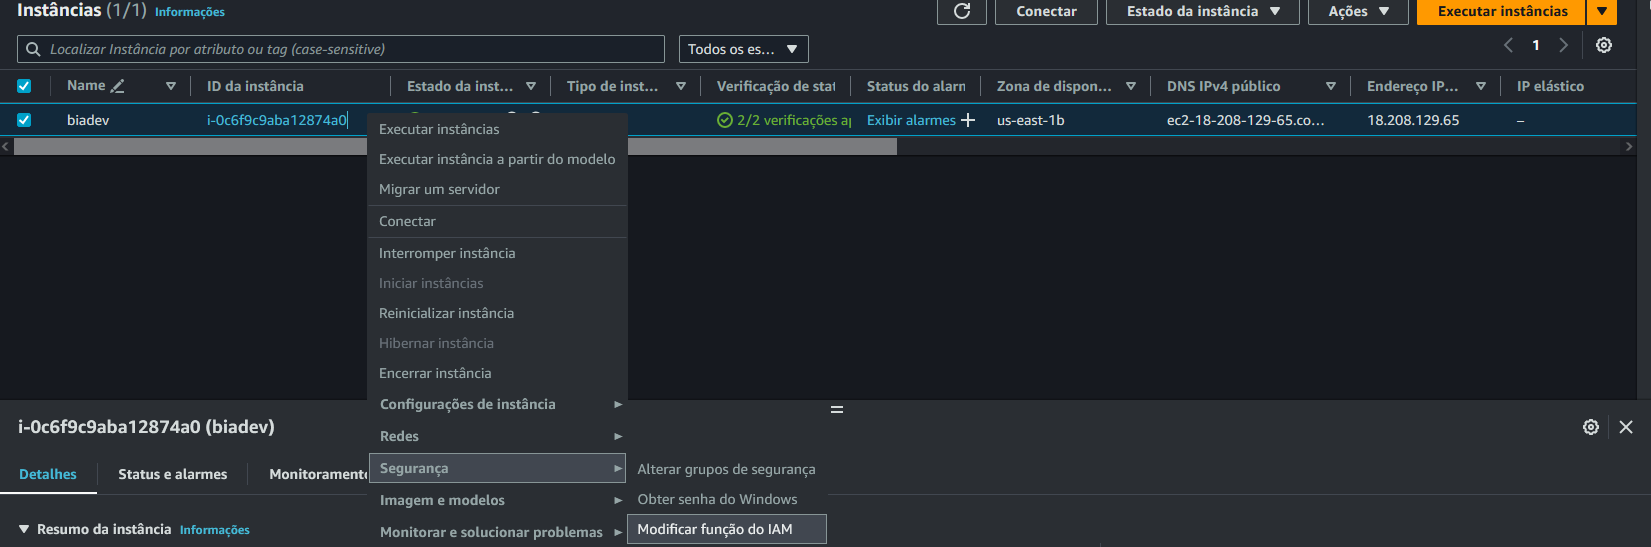 Instâncias (1/1) Informações
Conectar
Estado da instância
Ações
Executar instâncias
Localizar Instância por atributo ou tag (case-sensitive)
Todos os es...
1
Name
ID da instância
Estado da inst...
Tipo de inst...
Verificação de stat
Status do alarm
Zona de dispon...
DNS IPv4 público
Endereço IP...
IP elástico
biadev
i-0c6f9c9aba12874a0
2/2 verificações a
Exibir alarmes +
us-east-1b
ec2-18-208-129-65.co...
18.208.129.65
–
Executar instâncias
Executar instância a partir do modelo
Migrar um servidor
Conectar
Interromper instância
Iniciar instâncias
Reinicializar instância
Hibernar instância
Encerrar instância
Configurações de instância
Redes
Segurança
Imagem e modelos
Monitorar e solucionar problemas
Alterar grupos de segurança
Obter senha do Windows
Modificar função do IAM
i-0c6f9c9aba12874a0 (biadev)
Detalhes
Status e alarmes
Monitoramento
Resumo da instância Informações